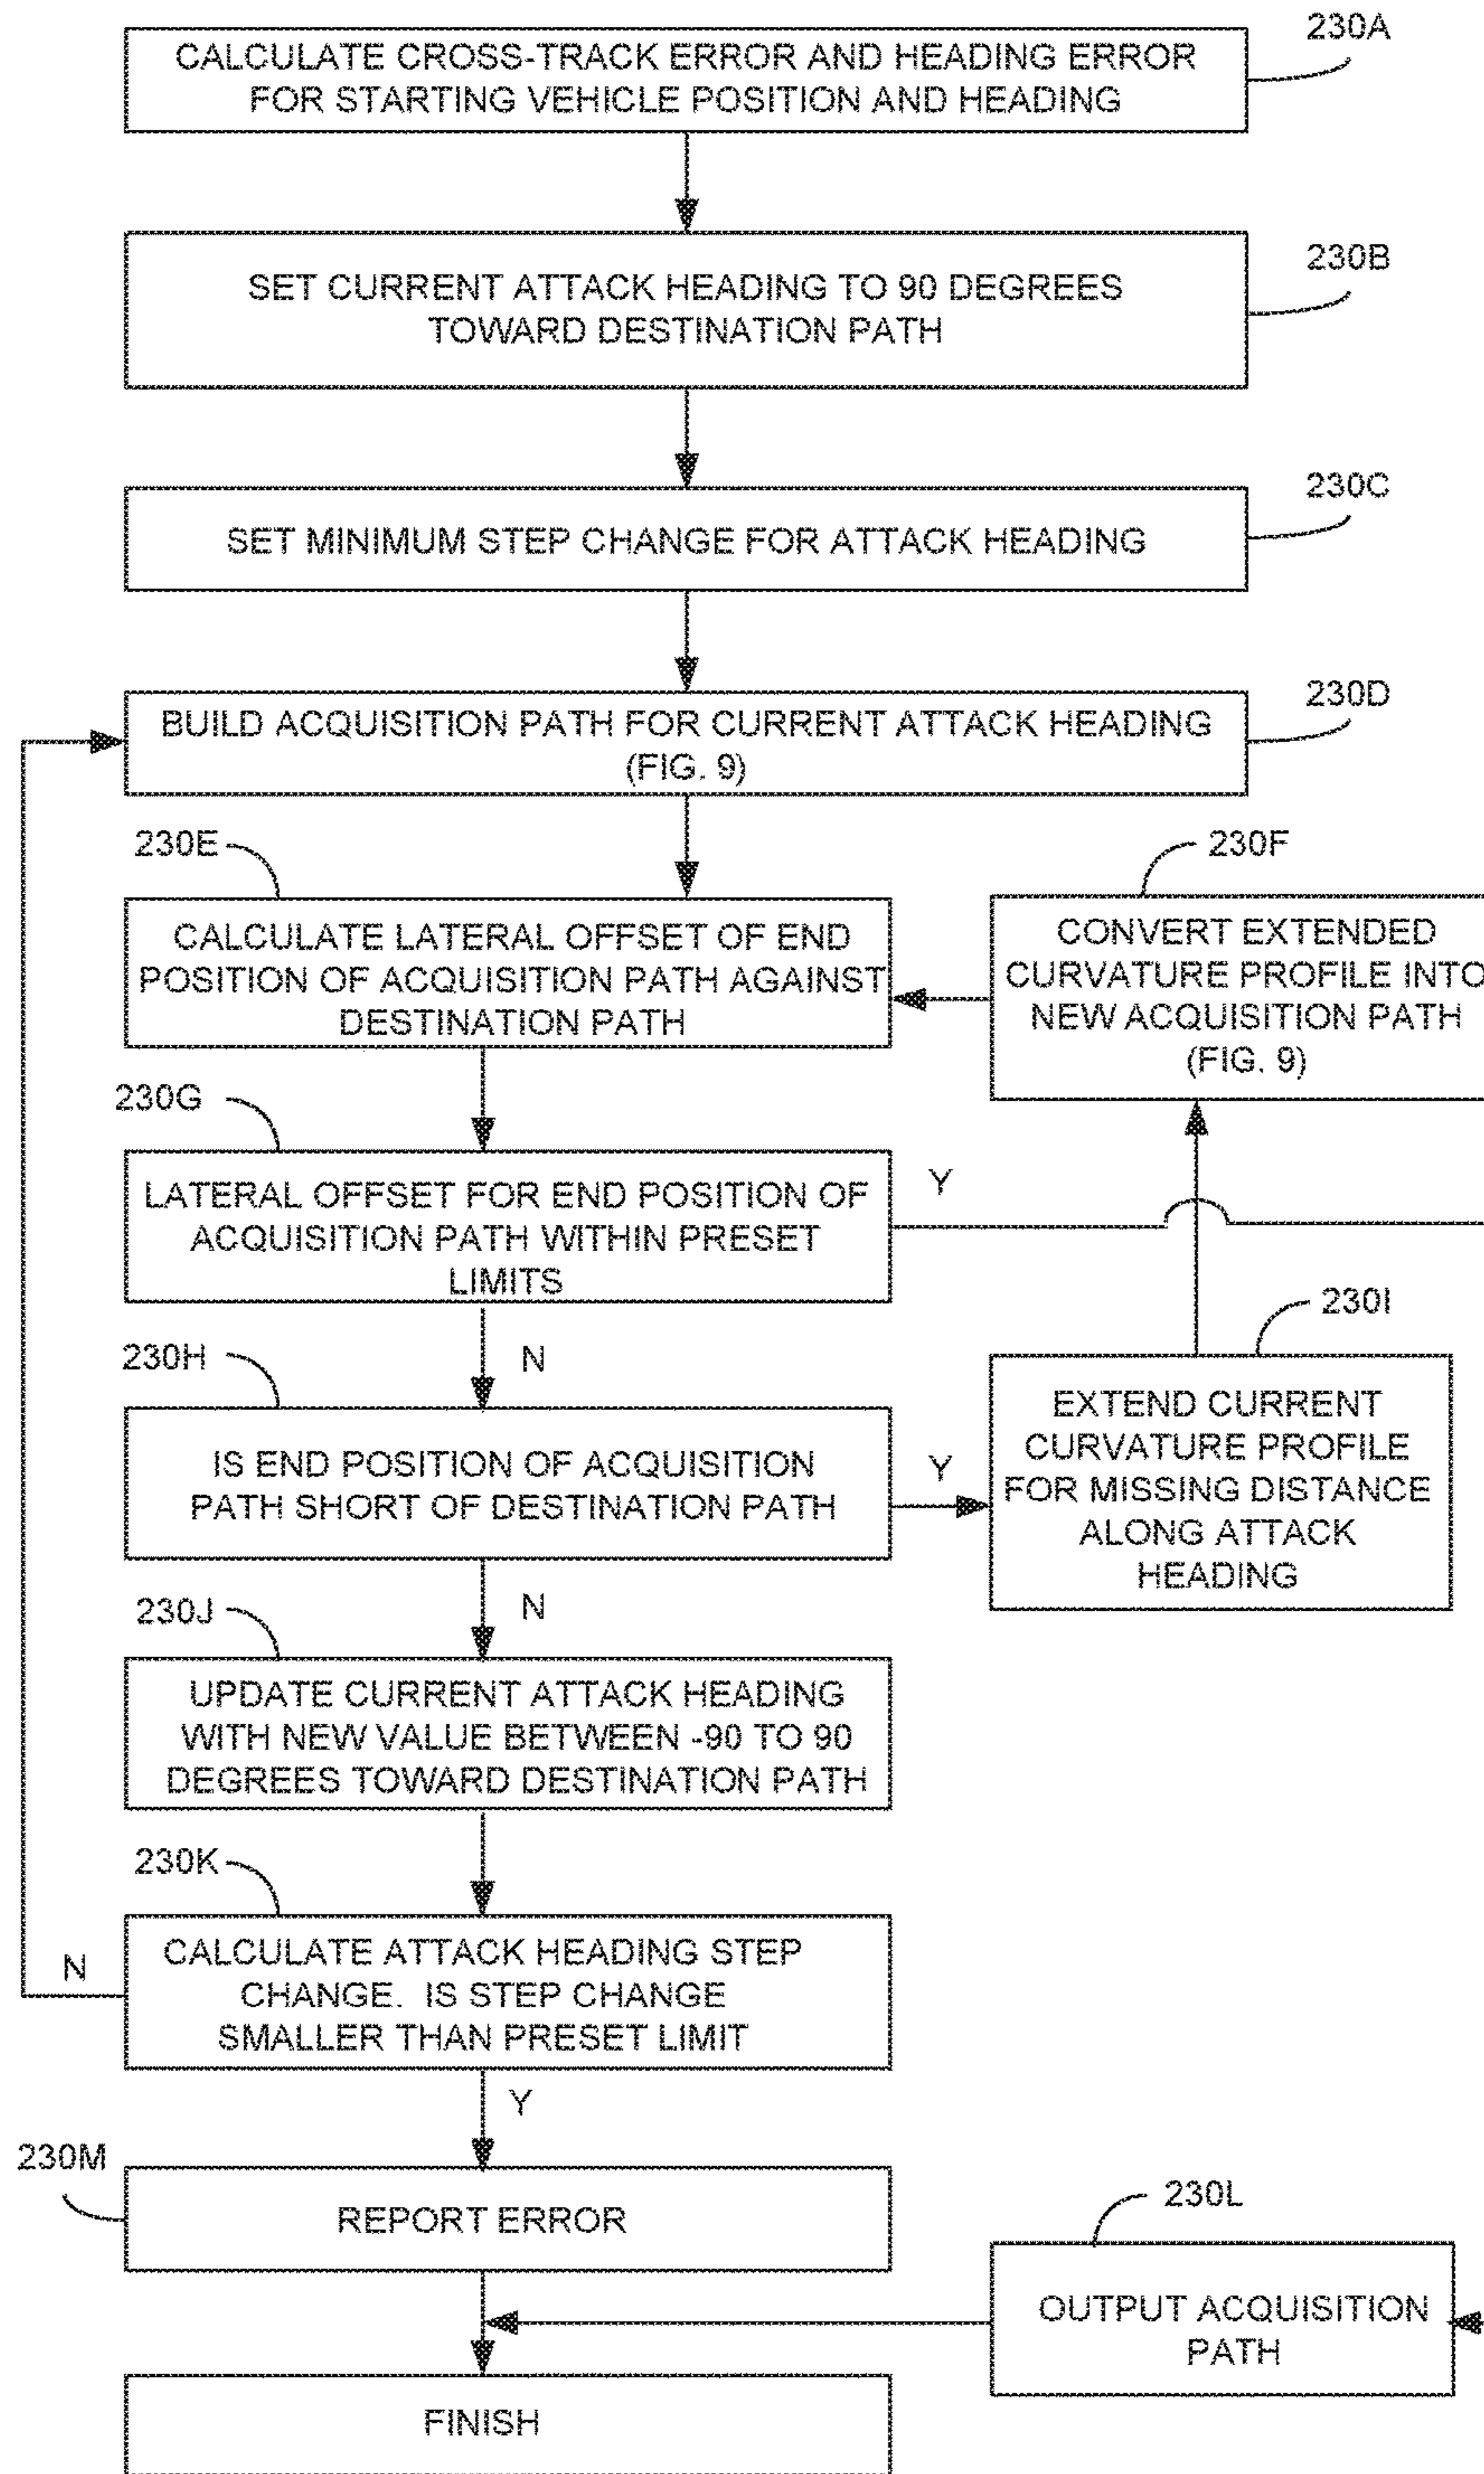 230A
CALCULATE CROSS-TRACK ERROR AND HEADING ERROR
FOR STARTING VEHICLE POSITION AND HEADING
230B
SET CURRENT ATTACK HEADING TO 90 DEGREES
TOWARD DESTINATION PATH
230C
SET MINIMUM STEP CHANGE FOR ATTACK HEADING
230D
BUILD ACQUISITION PATH FOR CURRENT ATTACK HEADING
(FIG. 9)
230E
CALCULATE LATERAL OFFSET OF END
POSITION OF ACQUISITION PATH AGAINST
DESTINATION PATH
230F
CONVERT EXTENDED
CURVATURE PROFILE INTO
NEW ACQUISITION PATH
(FIG. 9)
230G
LATERAL OFFSET FOR END POSITION OF
ACQUISITION PATH WITHIN PRESET
LIMITS
Y
N
230H
IS END POSITION OF ACQUISITION
PATH SHORT OF DESTINATION PATH
Y
N
230I
EXTEND CURRENT
CURVATURE PROFILE
FOR MISSING DISTANCE
ALONG ATTACK
HEADING
230J
UPDATE CURRENT ATTACK HEADING
WITH NEW VALUE BETWEEN -90 TO 90
DEGREES TOWARD DESTINATION PATH
230K
CALCULATE ATTACK HEADING STEP
CHANGE. IS STEP CHANGE
SMALLER THAN PRESET LIMIT
N
Y
230M
REPORT ERROR
230L
OUTPUT ACQUISITION
PATH
FINISH